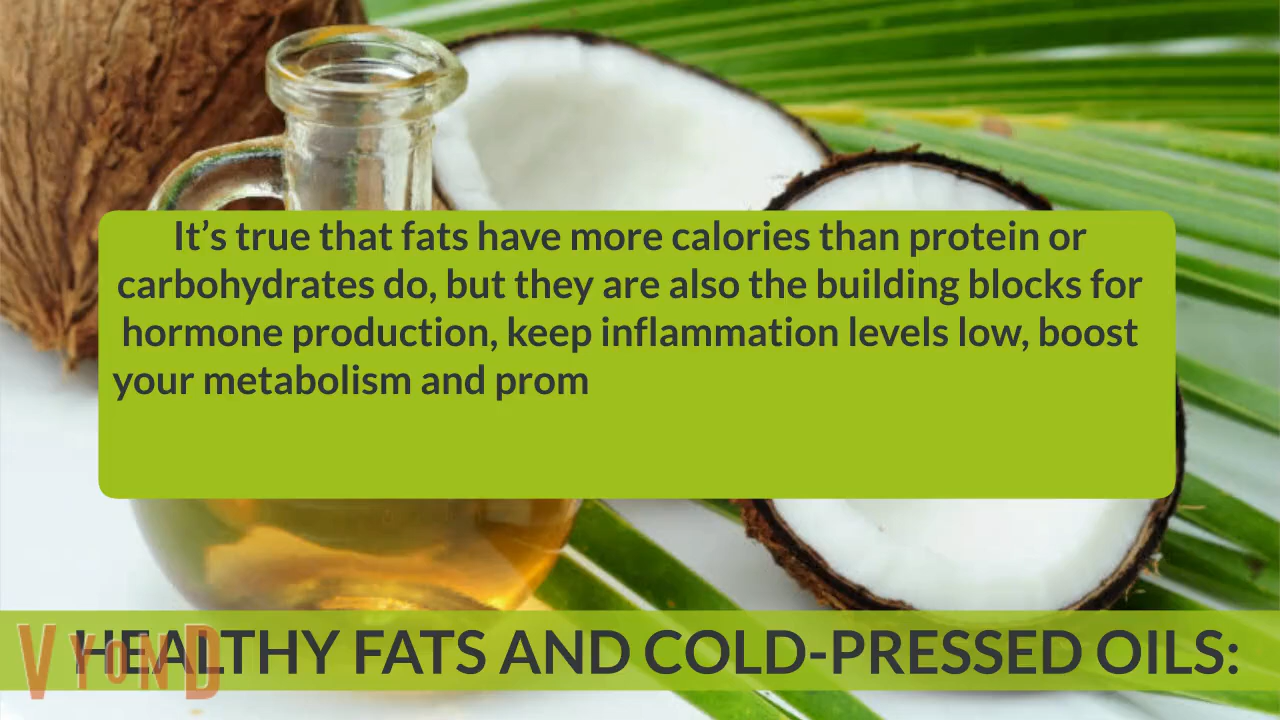 It’s true that fats have more calories than protein or
carbohydrates do, but they are also the building blocks for
hormone production, keep inflammation levels low, boost
your metabolism and prom
HEALTHY FATS AND COLD-PRESSED OILS:
VYOND